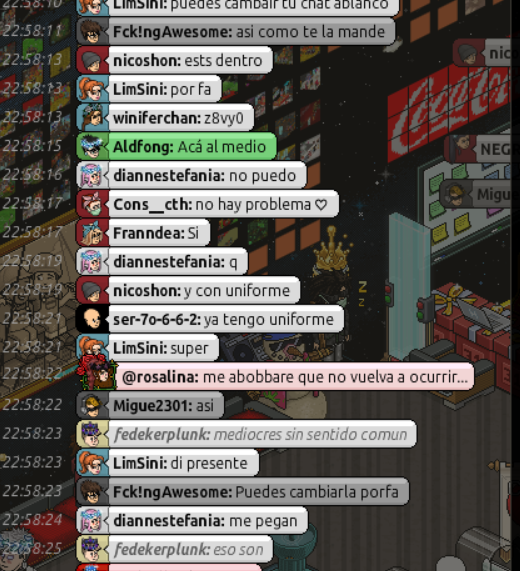 22:58:10 LimSini: puedes cambair tu chat ablanco
22:58:11 Fck!ngAwesome: asi como te la mande
22:58:13 nicoshon: ests dentro
22:58:13 LimSini: por fa
22:58:13 winiferchan: z8vy0
22:58:15 Aldfong: Acá al medio
22:58:16 diannestefania: no puedo
22:58:17 Cons__cth: no hay problema ♡
22:58:17 Franndea: Si
22:58:19 diannestefania: q
22:58:19 nicoshon: y con uniforme
22:58:21 ser-7o-6-6-2: ya tengo uniforme
22:58:21 LimSini: super
22:58:22 @rosalina: me abobbare que no vuelva a ocurrir...
22:58:22 Migue2301: asi
22:58:23 fedekerplunk: mediocres sin sentido comun
22:58:23 LimSini: di presente
22:58:23 Fck!ngAwesome: Puedes cambiarla porfa
22:58:24 diannestefania: me pegan
22:58:25 fedekerplunk: eso son
nic
Coca-Cola
NEG
Migu
z
z